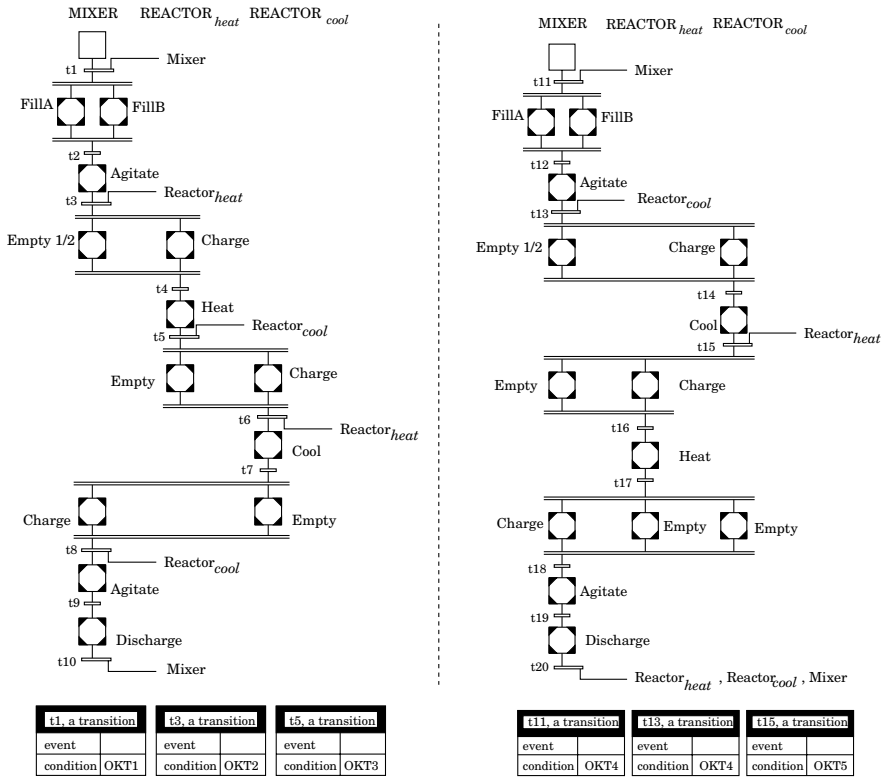 MIXER REACTOR heat REACTOR cool
t1 Mixer
FillA FillB
t2
Agitate
t3 Reactor heat
Empty 1/2 Charge
t4
Heat
t5 Reactor cool
Empty Charge
t6
Reactor heat
Cool
t7
Charge Empty
t8
Reactor cool
Agitate
t9
Discharge
t10
Mixer
t1, a transition
event
condition OKT1
t3, a transition
event
condition OKT2
t5, a transition
event
condition OKT3
MIXER REACTOR heat REACTOR cool
Mixer
t11
FillA FillB
t12
Agitate
Reactor cool
t13
Empty 1/2 Charge
t14
Cool
Reactor heat
t15
Empty Charge
t16
Heat
t17
Charge Empty Empty
t18
Agitate
t19
Discharge
t20
Reactor heat , Reactor cool , Mixer
t11, a transition
event
condition OKT4
t13, a transition
event
condition OKT4
t15, a transition
event
condition OKT5